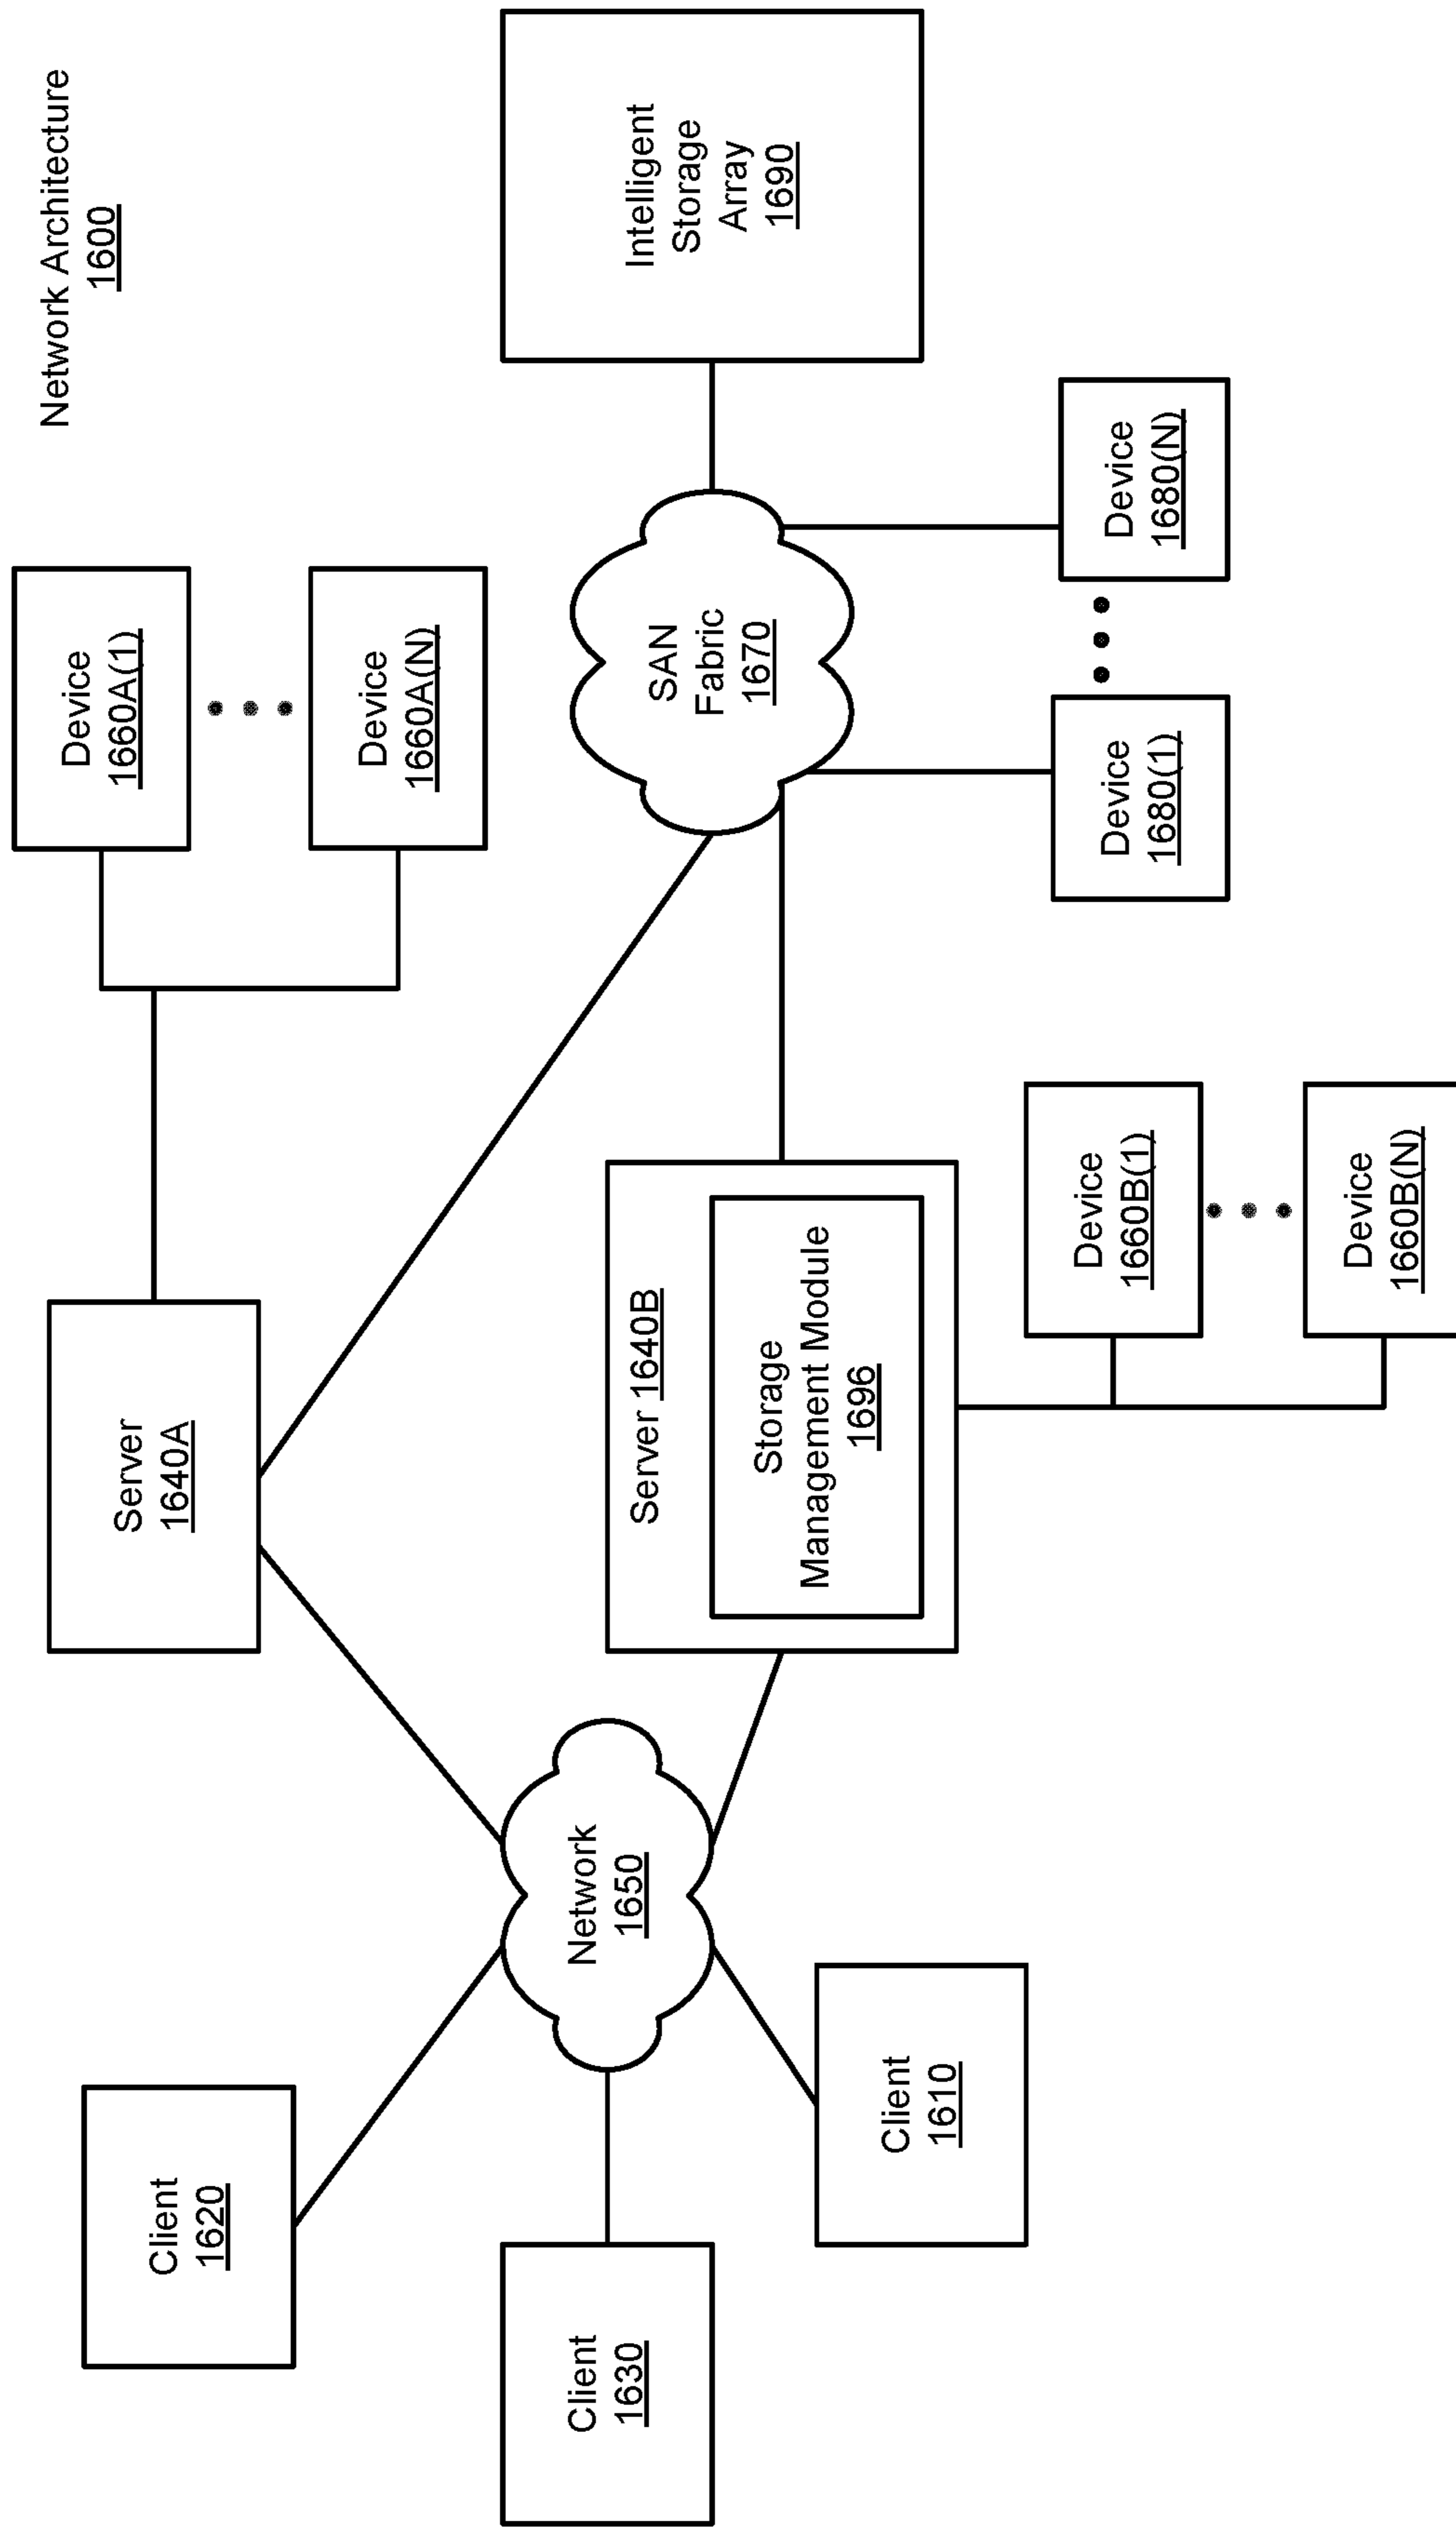 Network Architecture
1600
Device
1660A(1)
Device
1660A(N)
Server
1640A
Client
1620
Intelligent
Storage
Array
1690
SAN
Fabric
1670
Server 1640B
Storage
Management Module
1696
Network
1650
Client
1630
Device
1680(N)
Device
1680(1)
Device
1660B(1)
Device
1660B(N)
Client
1610